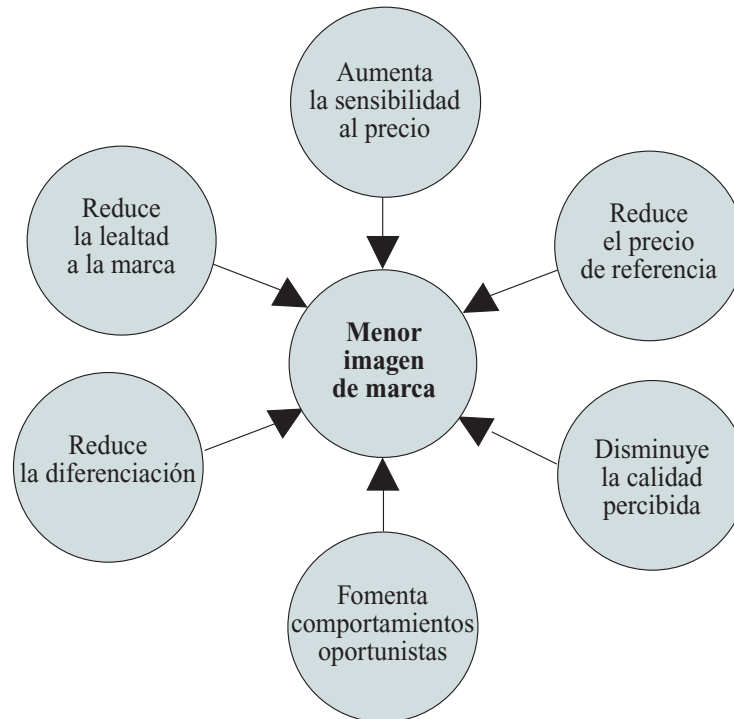 Aumenta
la sensibilidad
al precio
Reduce
la lealtad
a la marca
Reduce
el precio
de referencia
Menor
imagen
de marca
Reduce
la diferenciación
Disminuye
la calidad
percibida
Fomenta
comportamientos
oportunistas